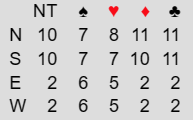 NT ♠ ♥ ♦ ♣
N 10 7 8 11 11
S 10 7 7 10 11
E 2 6 5 2 2
W 2 6 5 2 2